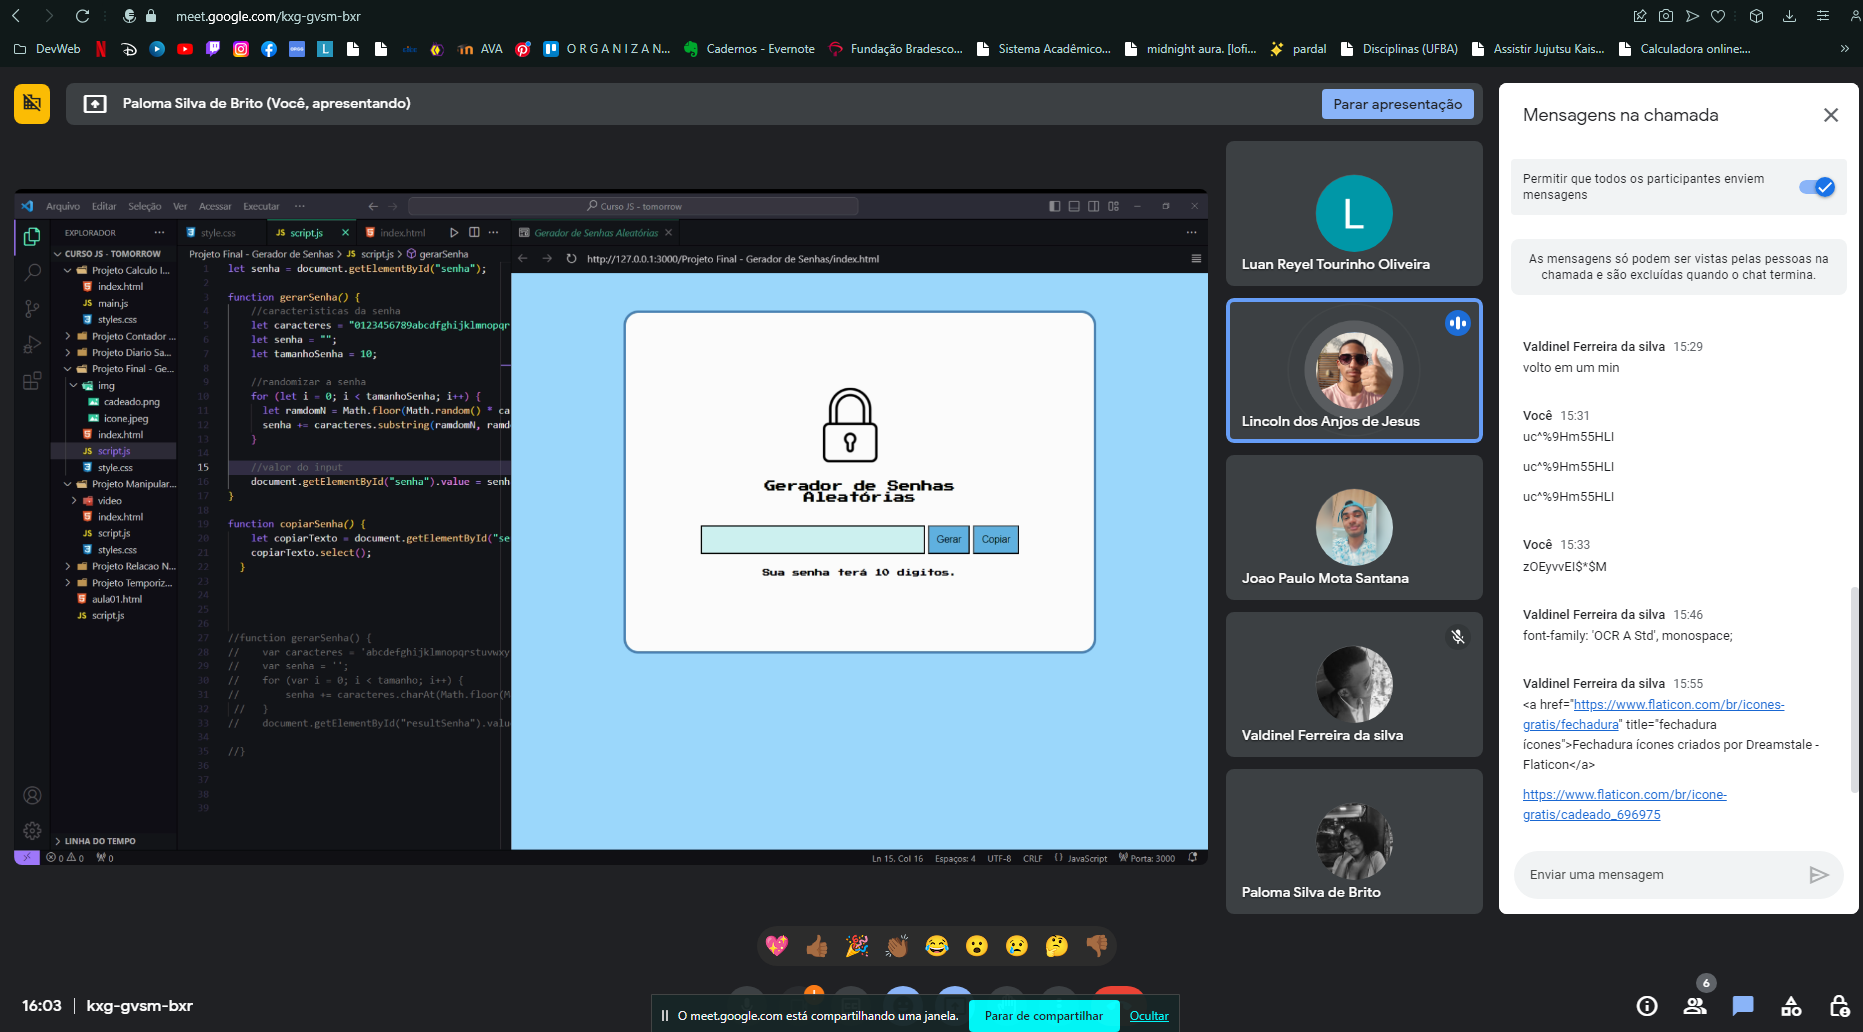 meet.google.com/kxg-gvsm-bxr
DevWeb
AVA
O R G A N I Z A N...
Cadernos - Evernote
Fundação Bradesco...
Sistema Acadêmico...
midnight aura. [lofi...
pardal
Disciplinas (UFBA)
Assistir Jujutsu Kais...
Calculadora online:...
Paloma Silva de Brito (Você, apresentando)
Parar apresentação
Arquivo Editar Seleção Ver Acessar Executar ···
Curso JS - tomorrow
EXPLORADOR
style.css
script.js
index.html
Gerador de Senhas Aleatórias
CURSO JS - TOMORROW
Projeto Calculo I...
index.html
main.js
styles.css
Projeto Contador ...
Projeto Diario Sa...
Projeto Final - Ge...
img
cadeado.png
icone.jpeg
index.html
script.js
style.css
Projeto Manipular...
video
index.html
script.js
styles.css
Projeto Relacao N...
Projeto Temporiz...
aula01.html
script.js
LINHA DO TEMPO
Projeto Final - Gerador de Senhas > JS script.js > gerarSenha
1 let senha = document.getElementById("senha");
2
3 function gerarSenha() {
4 //caracteristicas da senha
5 let caracteres = "0123456789abcdfghijklmnopqr
6 let senha = "";
7 let tamanhoSenha = 10;
8
9 //randomizar a senha
10 for (let i = 0; i < tamanhoSenha; i++) {
11 let ramdomN = Math.floor(Math.random() * ca
12 senha += caracteres.substring(ramdomN, ramd
13 }
14
15 //valor do input
16 document.getElementById("senha").value = senh
17 }
18
19 function copiarSenha() {
20 let copiarTexto = document.getElementById("se
21 copiarTexto.select();
22 }
23
24
25
26
27 //function gerarSenha() {
28 // var caracteres = 'abcdefghijklmnopqrstuvwxy
29 // var senha = '';
30 // for (var i = 0; i < tamanho; i++) {
31 // senha += caracteres.charAt(Math.floor(M
32 // }
33 // document.getElementById("resultSenha").valu
34
35 //}
36
37
38
39
http://127.0.0.1:3000/Projeto Final - Gerador de Senhas/index.html
Gerador de Senhas
Aleatórias
Gerar
Copiar
Sua senha terá 10 dígitos.
0 0
0
Ln 15, Col 16 Espaços: 4 UTF-8 CRLF JavaScript Porta: 3000
L
Luan Reyel Tourinho Oliveira
Lincoln dos Anjos de Jesus
Joao Paulo Mota Santana
Valdinel Ferreira da silva
Paloma Silva de Brito
Mensagens na chamada
Permitir que todos os participantes enviem
mensagens
As mensagens só podem ser vistas pelas pessoas na
chamada e são excluídas quando o chat termina.
Valdinel Ferreira da silva 15:29
volto em um min
Você 15:31
uc^%9Hm55HLI
uc^%9Hm55HLI
uc^%9Hm55HLI
Você 15:33
zOEyvvEI$*$M
Valdinel Ferreira da silva 15:46
font-family: 'OCR A Std', monospace;
Valdinel Ferreira da silva 15:55
<a href="https://www.flaticon.com/br/icones-
gratis/fechadura" title="fechadura
ícones">Fechadura ícones criados por Dreamstale -
Flaticon</a>
https://www.flaticon.com/br/icone-
gratis/cadeado_696975
Enviar uma mensagem
16:03 | kxg-gvsm-bxr
O meet.google.com está compartilhando uma janela.
Parar de compartilhar
Ocultar
6